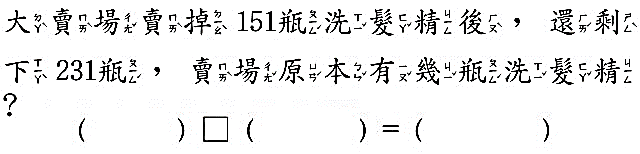 大賣場賣掉151瓶洗髮精後，還剩
下231瓶，賣場原本有幾瓶洗髮精
?
( ) □ ( ) = ( )